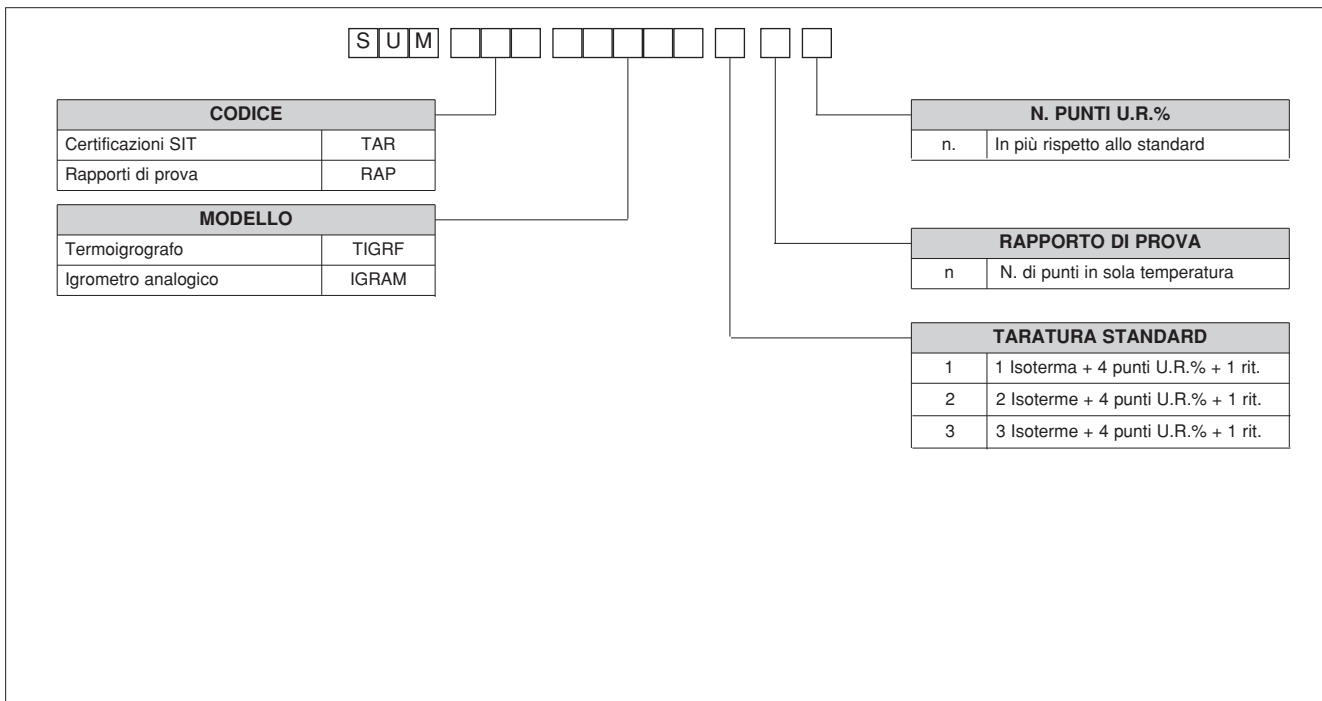 SUM
CODICE
Certificazioni SIT TAR
Rapporti di prova RAP
MODELLO
Termoigrografo TIGRF
Igrometro analogico IGRAM
N. PUNTI U.R.%
n. In più rispetto allo standard
RAPPORTO DI PROVA
n N. di punti in sola temperatura
TARATURA STANDARD
1 1 Isoterma + 4 punti U.R.% + 1 rit.
2 2 Isoterme + 4 punti U.R.% + 1 rit.
3 3 Isoterme + 4 punti U.R.% + 1 rit.